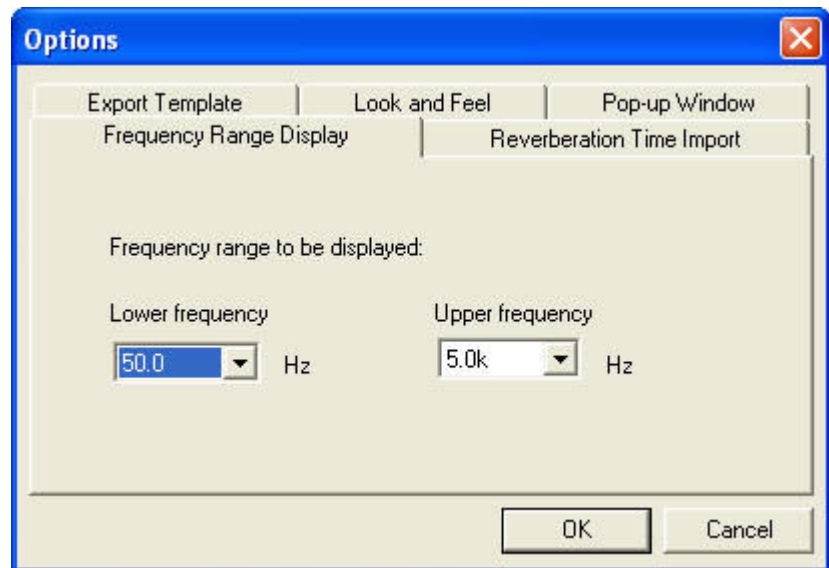 Options
Export Template Look and Feel Pop-up Window
Frequency Range Display Reverberation Time Import
Frequency range to be displayed:
Lower frequency Upper frequency
50.0 Hz 5.0k Hz
OK Cancel